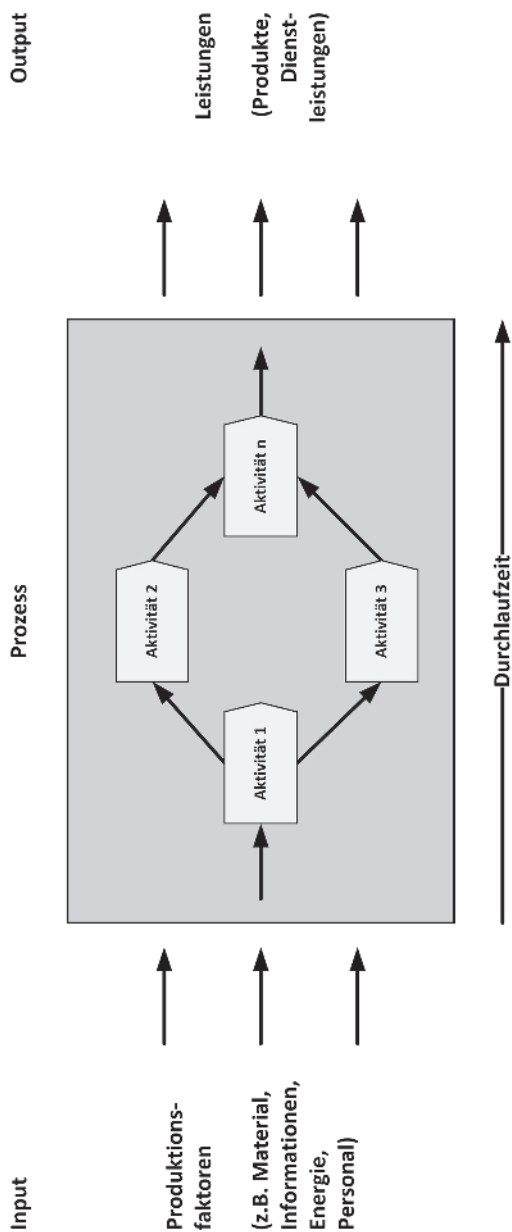 Input
Prozess
Output
Produktions-
faktoren
(z.B. Material,
Informationen,
Energie,
Personal)
Aktivität 1
Aktivität 2
Aktivität 3
Aktivität n
Leistungen
(Produkte,
Dienst-
leistungen)
Durchlaufzeit